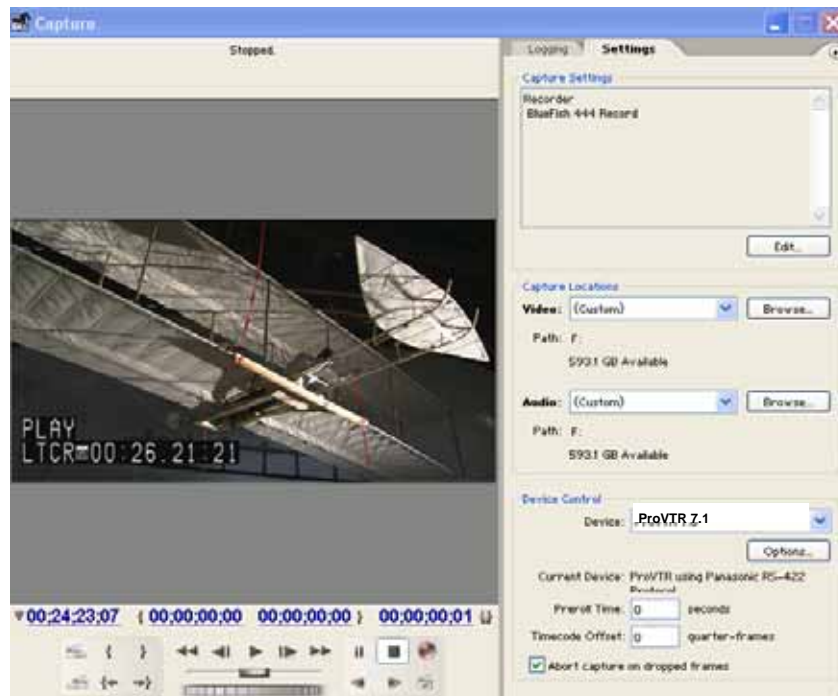 Capture
Stopped.
Logging Settings
Capture Settings
Recorder
BlueFish 444 Record
Edit...
Capture Locations
Video: (Custom) Browse...
Path: F:
593.1 GB Available
Audio: (Custom) Browse...
Path: F:
593.1 GB Available
Device Control
Device: ProVTR 7.1
Options...
Current Device: ProVTR using Panasonic RS-422
Protocol
Preroll Time: 0 seconds
Timecode Offset: 0 quarter-frames
Abort capture on dropped frames
PLAY
LTCR=00:26.21:21
00;24;23;07 { 00;00;00;00 00;00;00;00 } 00;00;00;01 {}